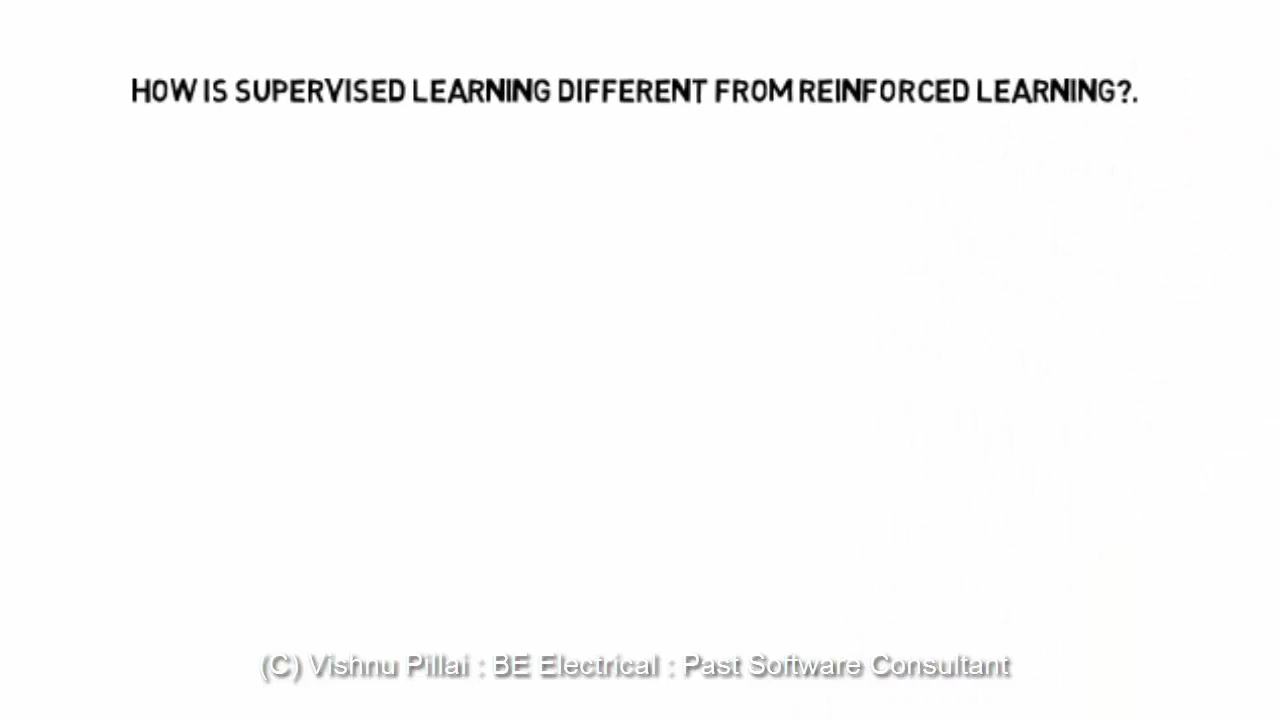 HOW IS SUPERVISED LEARNING DIFFERENT FROM REINFORCED LEARNING?.
(C) Vishnu Pillai : BE Electrical : Past Software Consultant